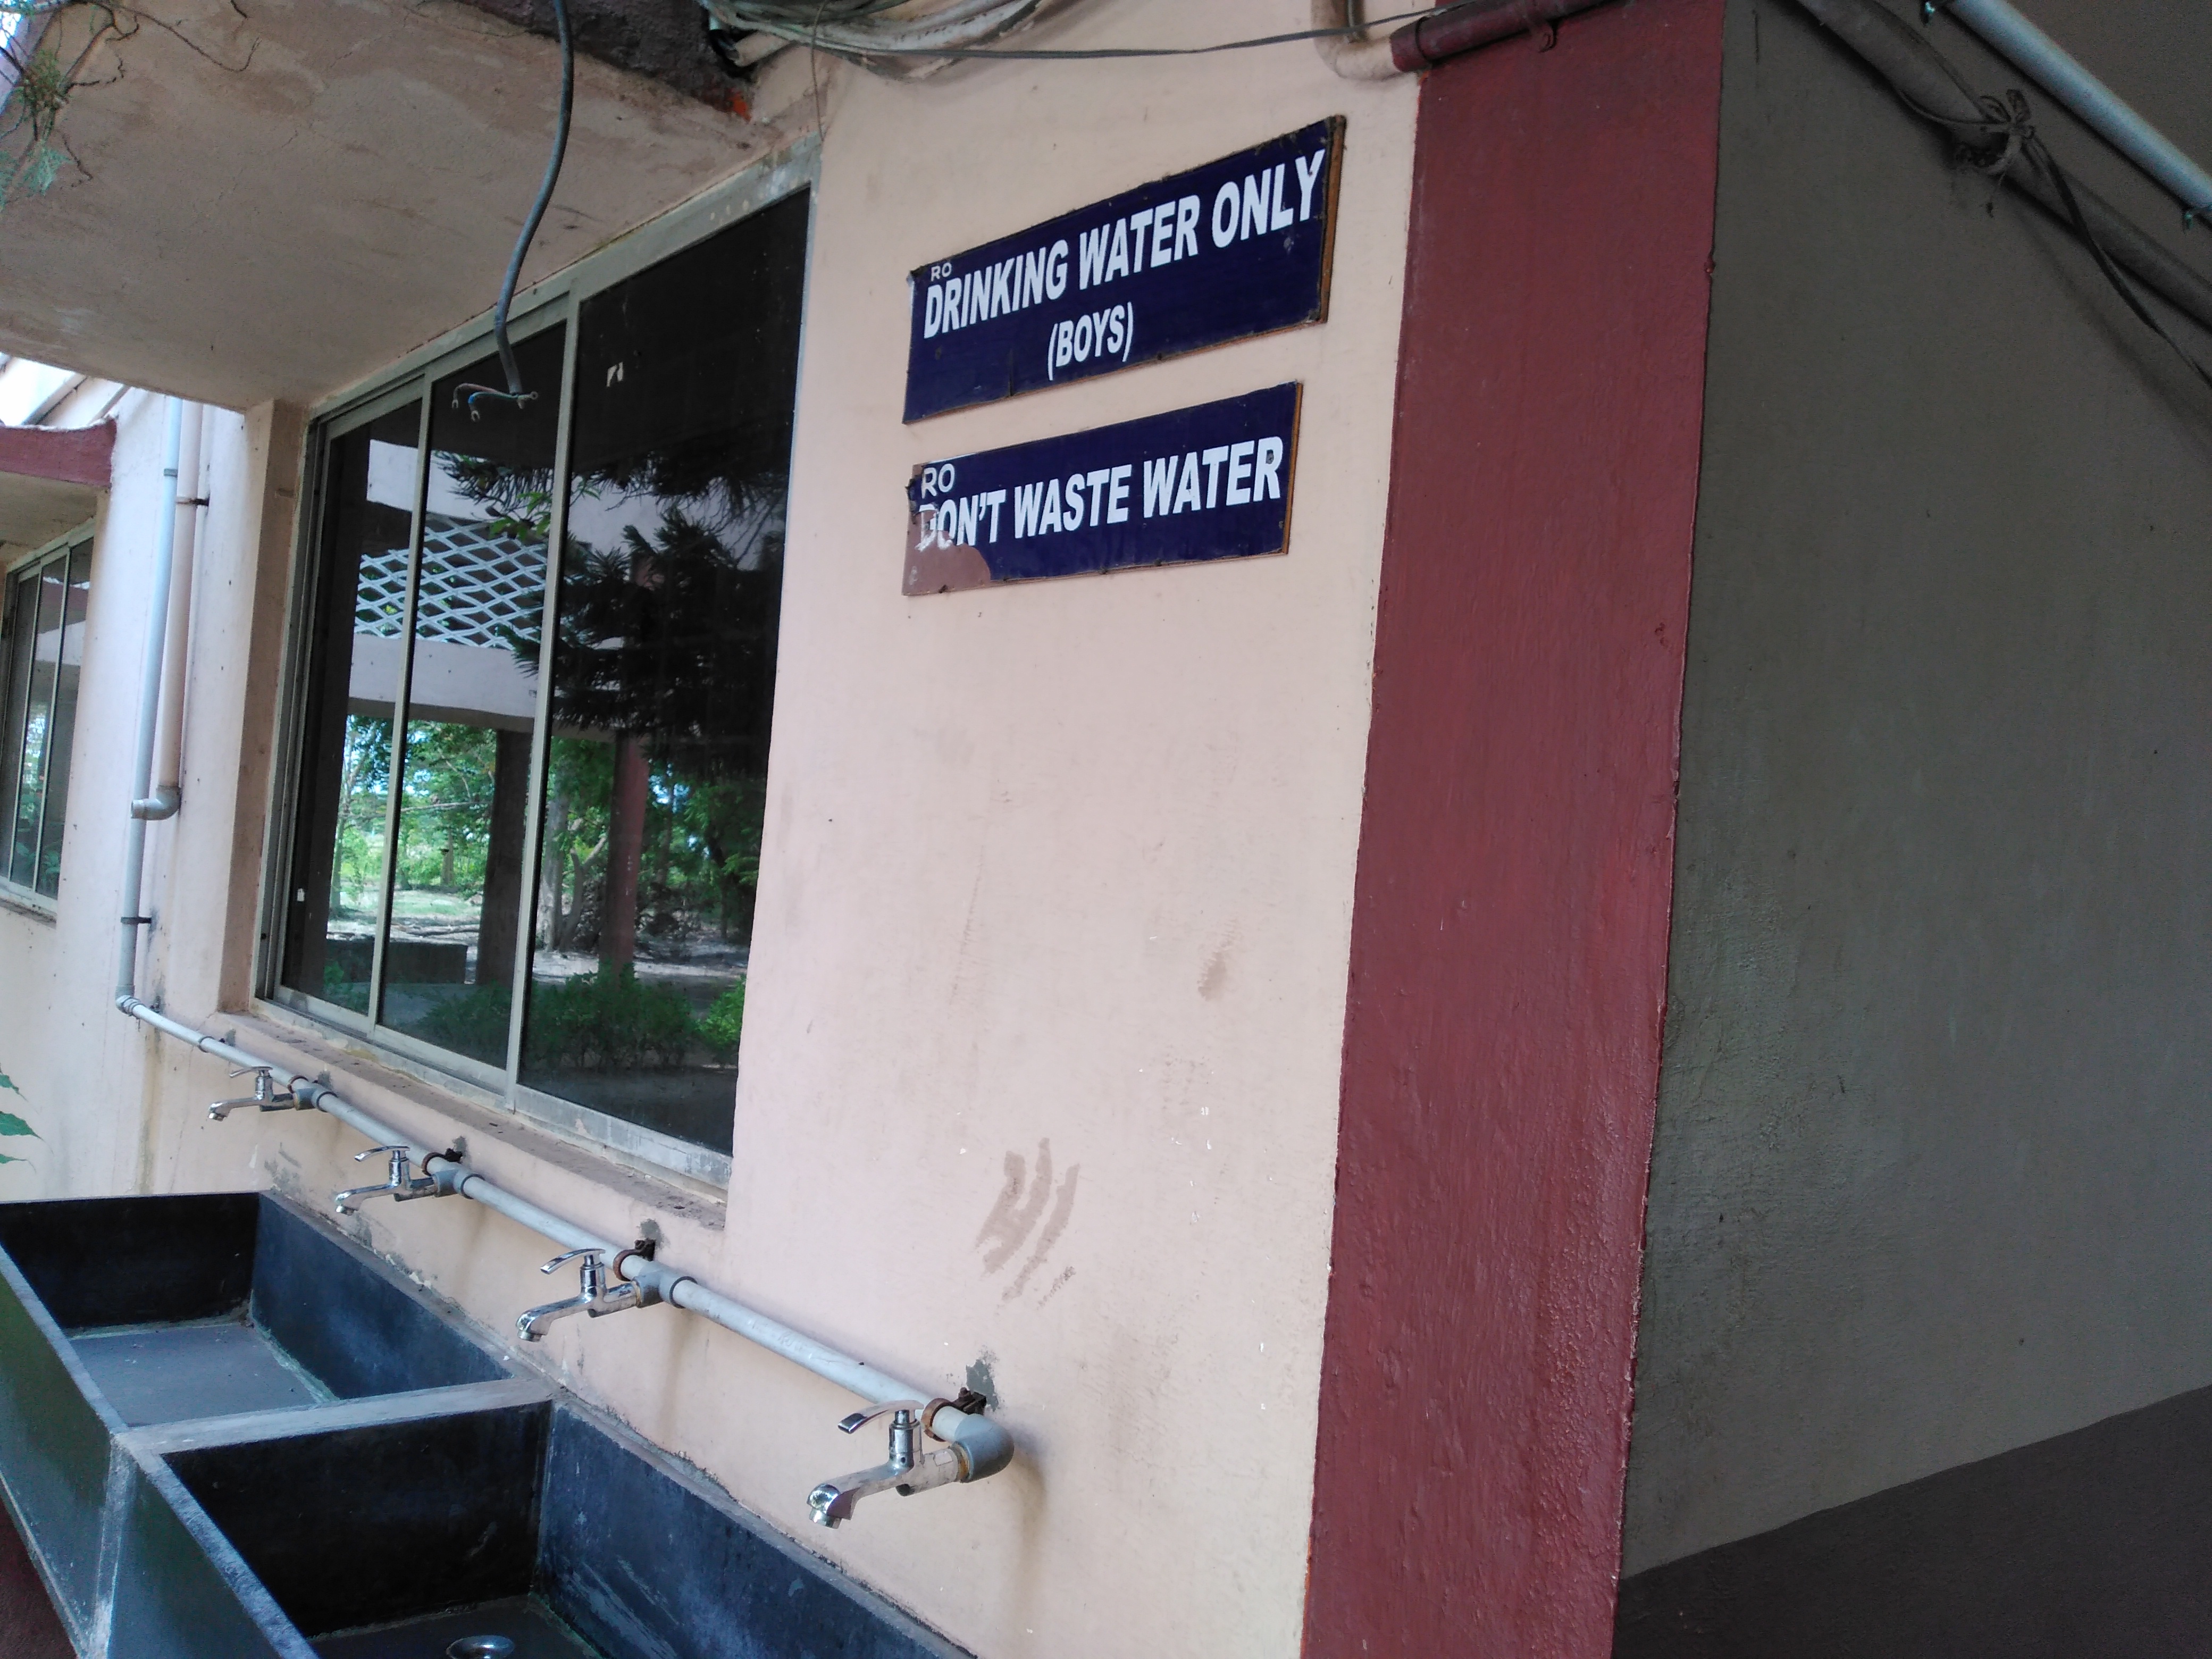 RO
DRINKING WATER ONLY
(BOYS)
RO
DON'T WASTE WATER